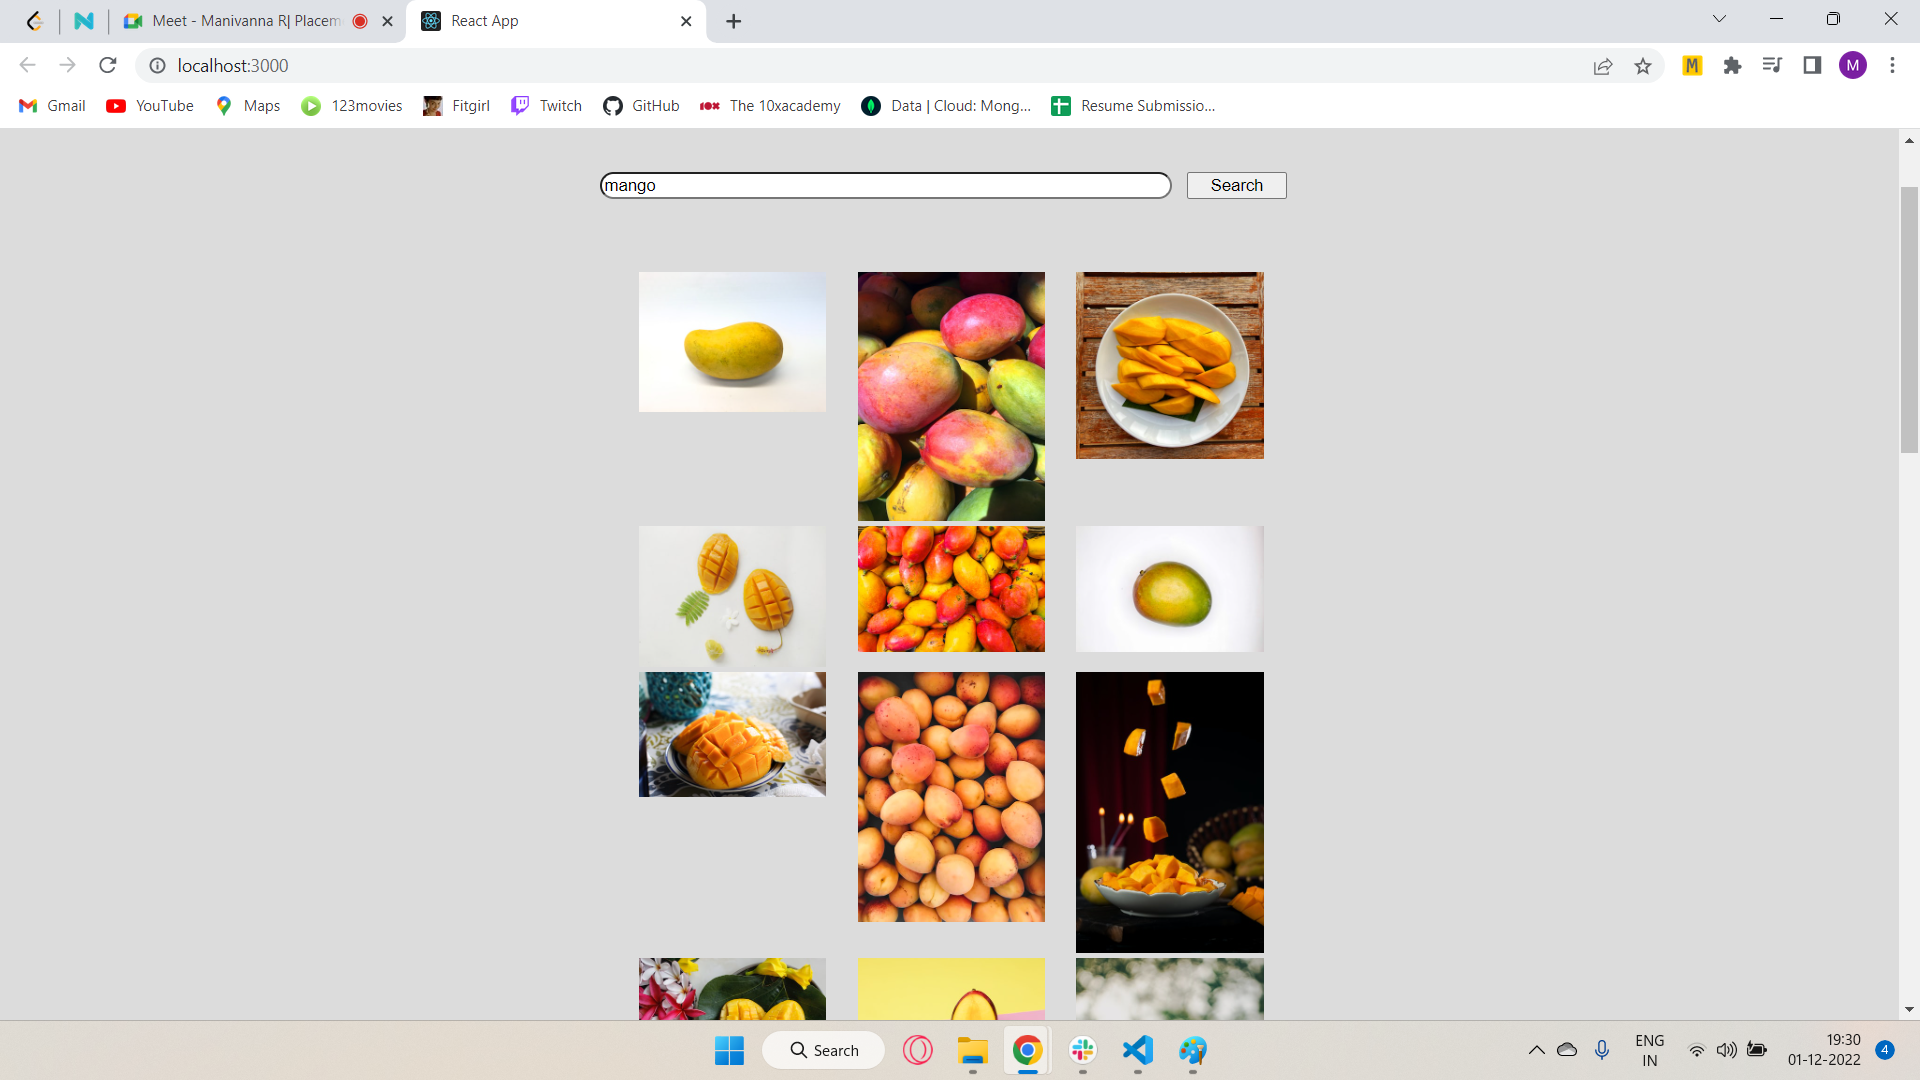 Meet - Manivanna R| Placem
React App
localhost:3000
M
M
Gmail
YouTube
Maps
123movies
Fitgirl
Twitch
GitHub
The 10xacademy
Data | Cloud: Mong...
Resume Submissio...
mango
Search
Search
ENG
IN
19:30
01-12-2022
4